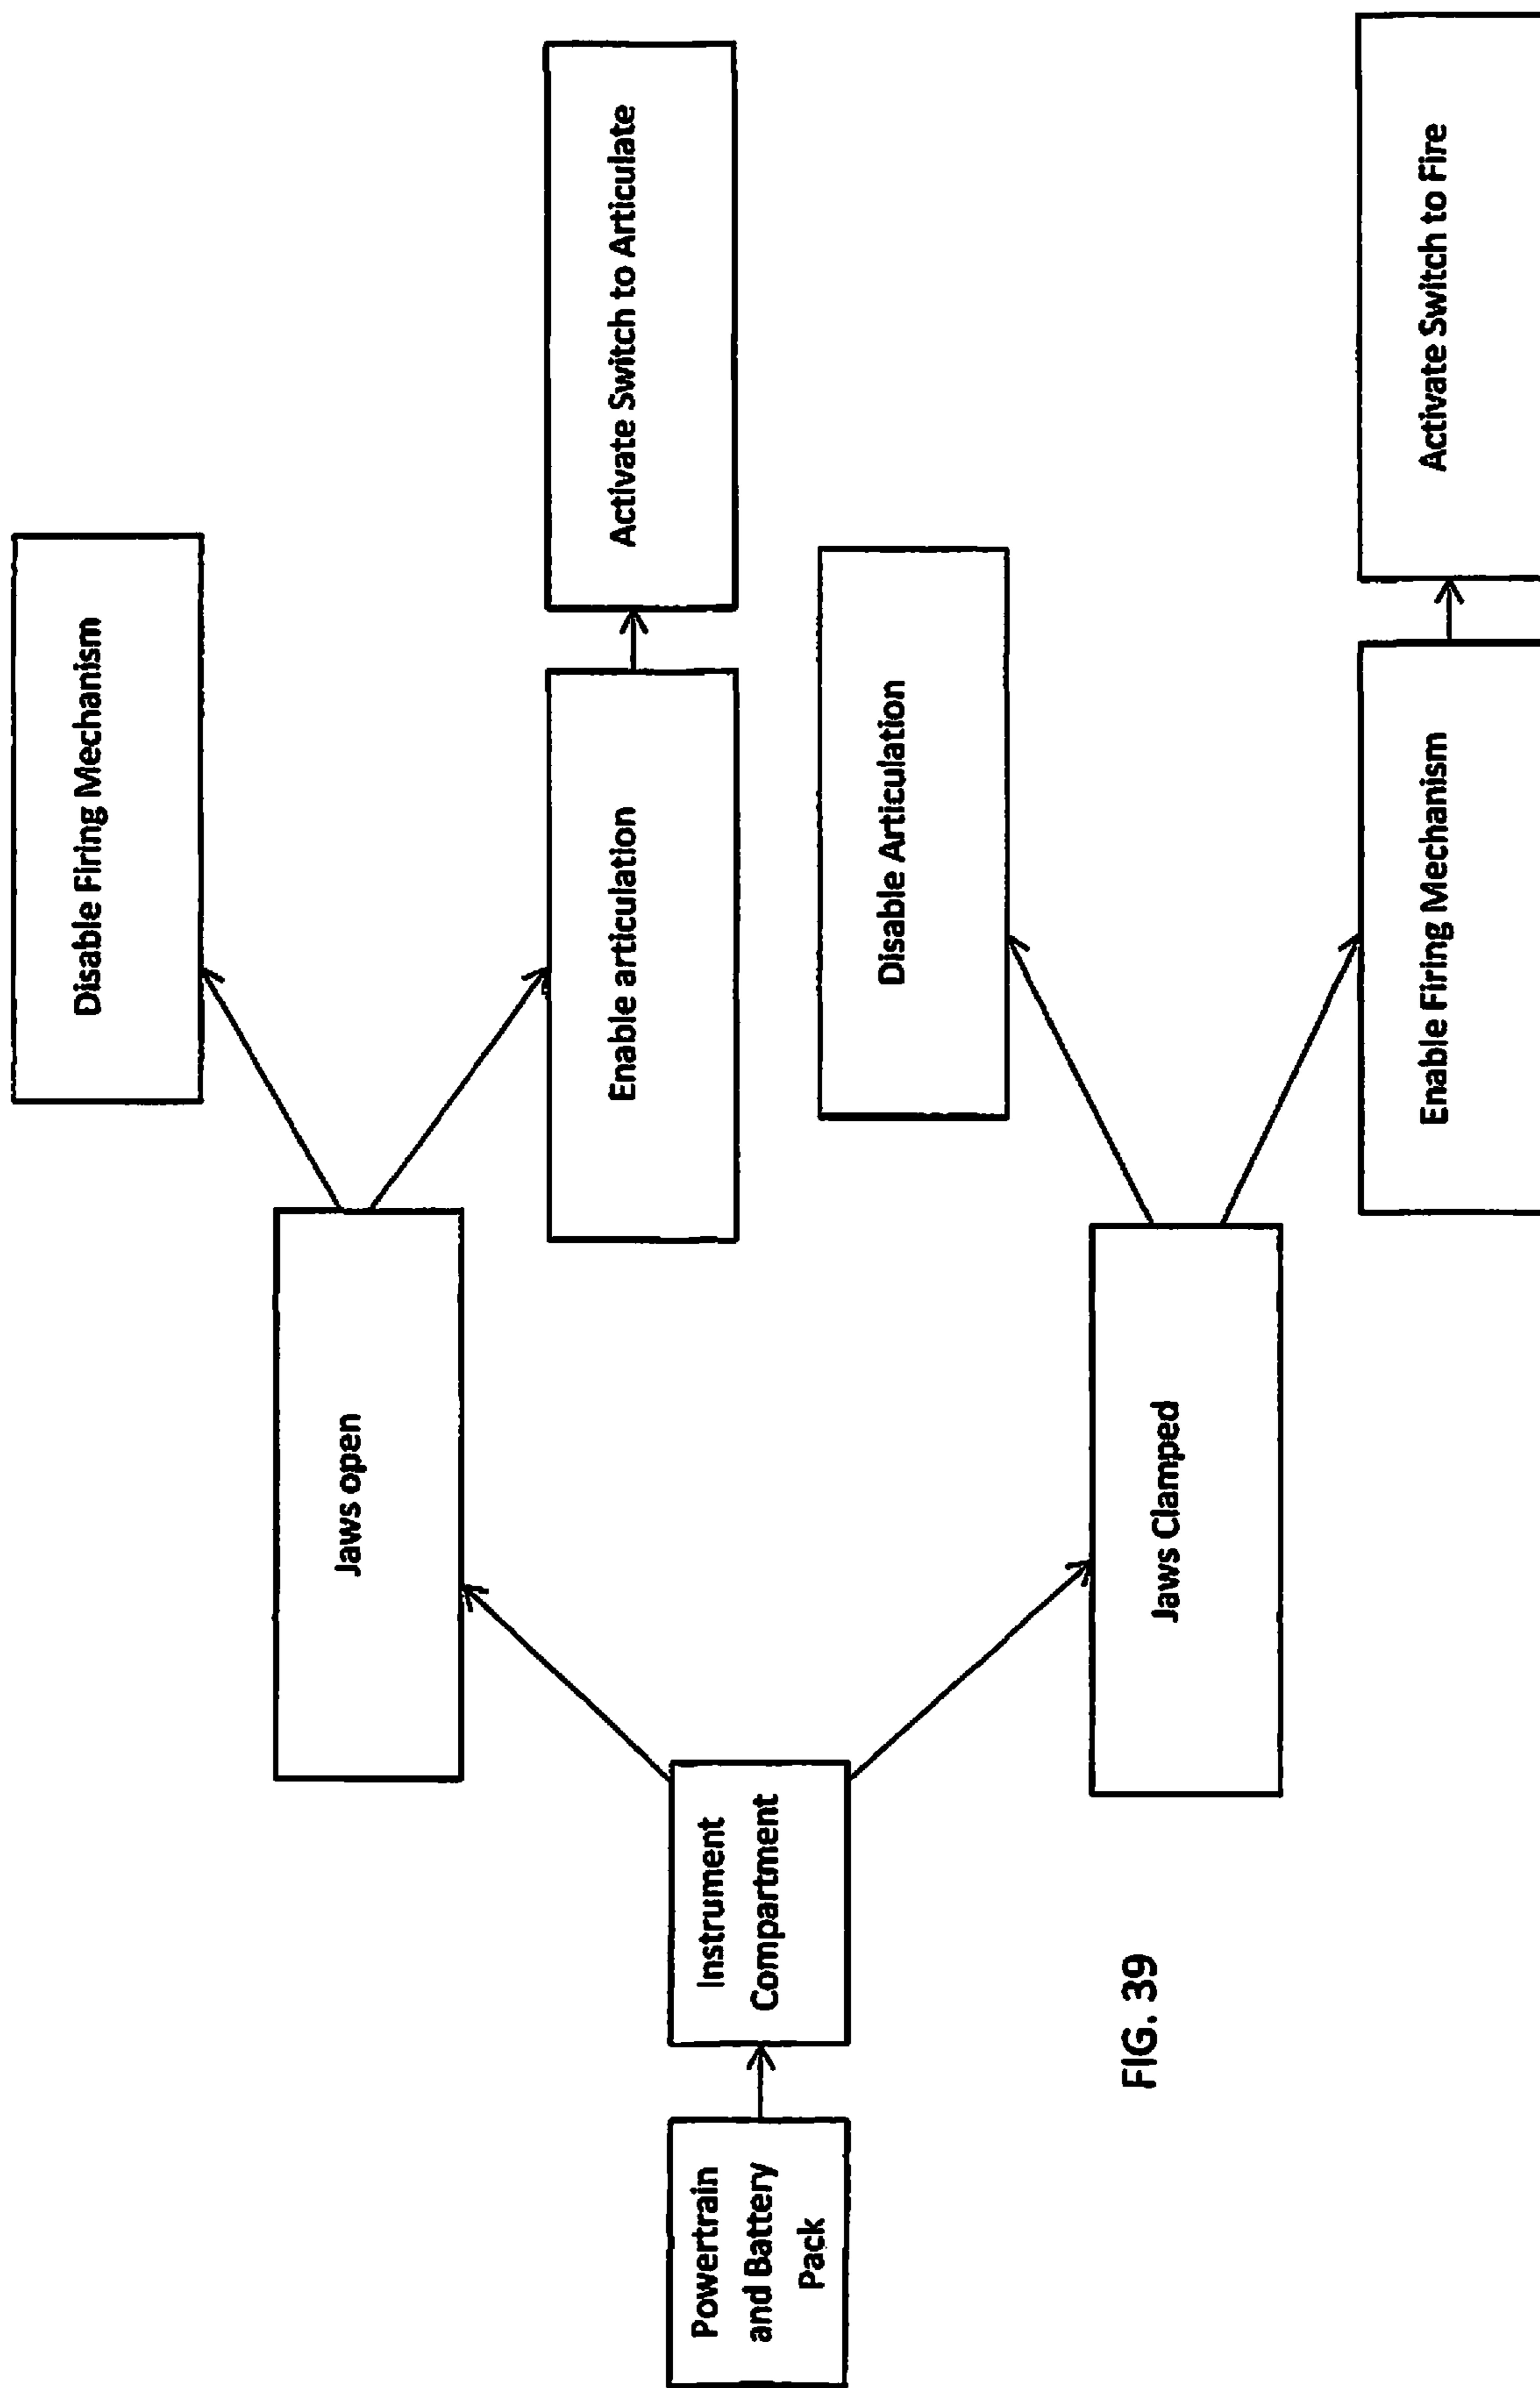 Powertrain
and Battery
Pack
Instrument
Compartment
Jaws open
Disable Firing Mechanism
Enable articulation
Activate Switch to Articulate
Jaws Clamped
Disable Articulation
Enable Firing Mechanism
Activate Switch to Fire
FIG. 39